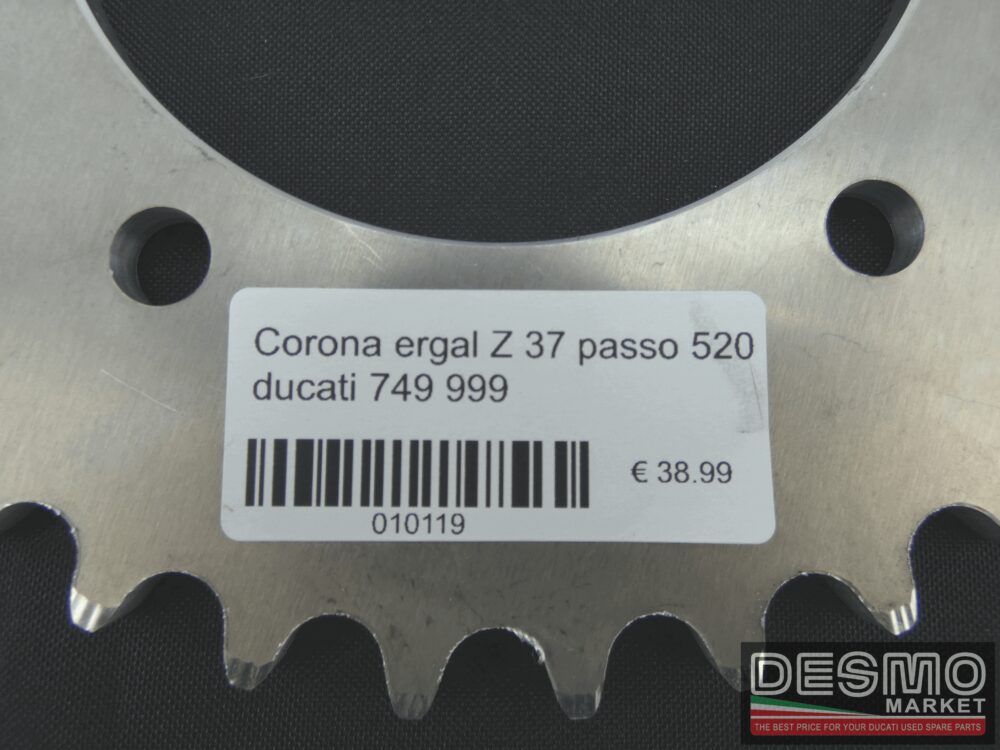 Corona ergal Z 37 passo 520
ducati 749 999
€ 38.99
010119
DESMO
MARKET
THE BEST PRICE FOR YOUR DUCATI USED SPARE PARTS